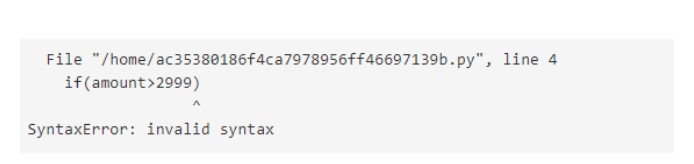 File "/home/ac35380186f4ca7978956ff46697139b.py", line 4
if(amount>2999)
^
SyntaxError: invalid syntax